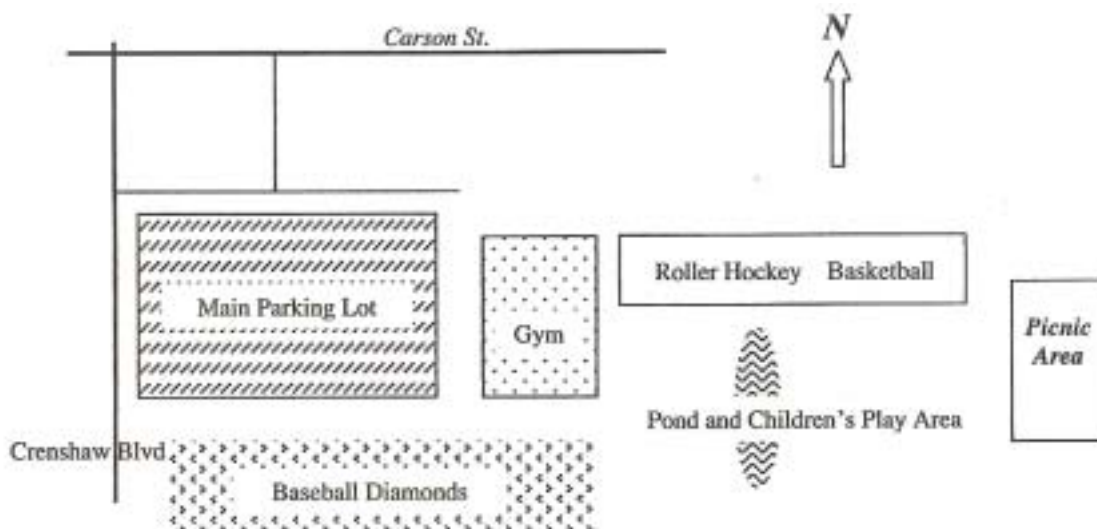 Carson St.
N
Roller Hockey Basketball
Main Parking Lot
Gym
Picnic
Area
Pond and Children's Play Area
Crenshaw Blvd
Baseball Diamonds